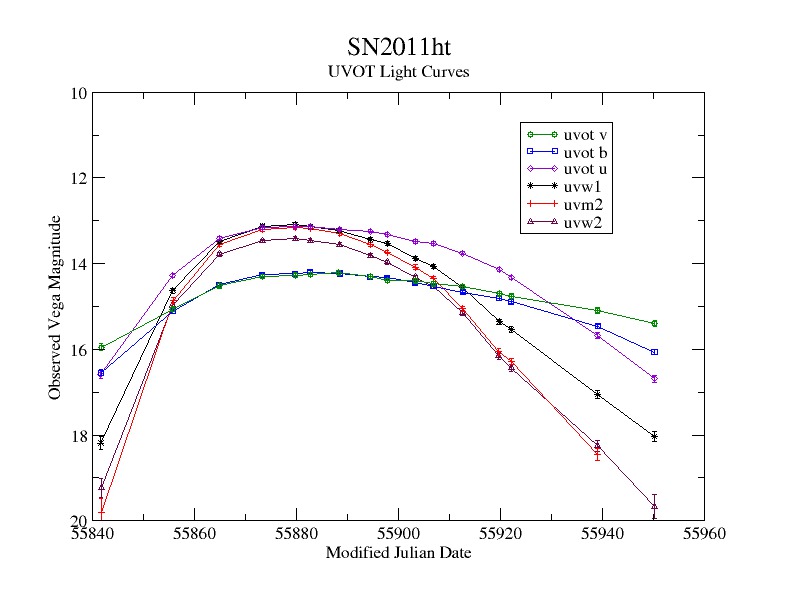 SN2011ht
UVOT Light Curves
10
12
14
16
18
20
Observed Vega Magnitude
uvot v
uvot b
uvot u
uvw1
uvm2
uvw2
55840 55860 55880 55900 55920 55940 55960
Modified Julian Date